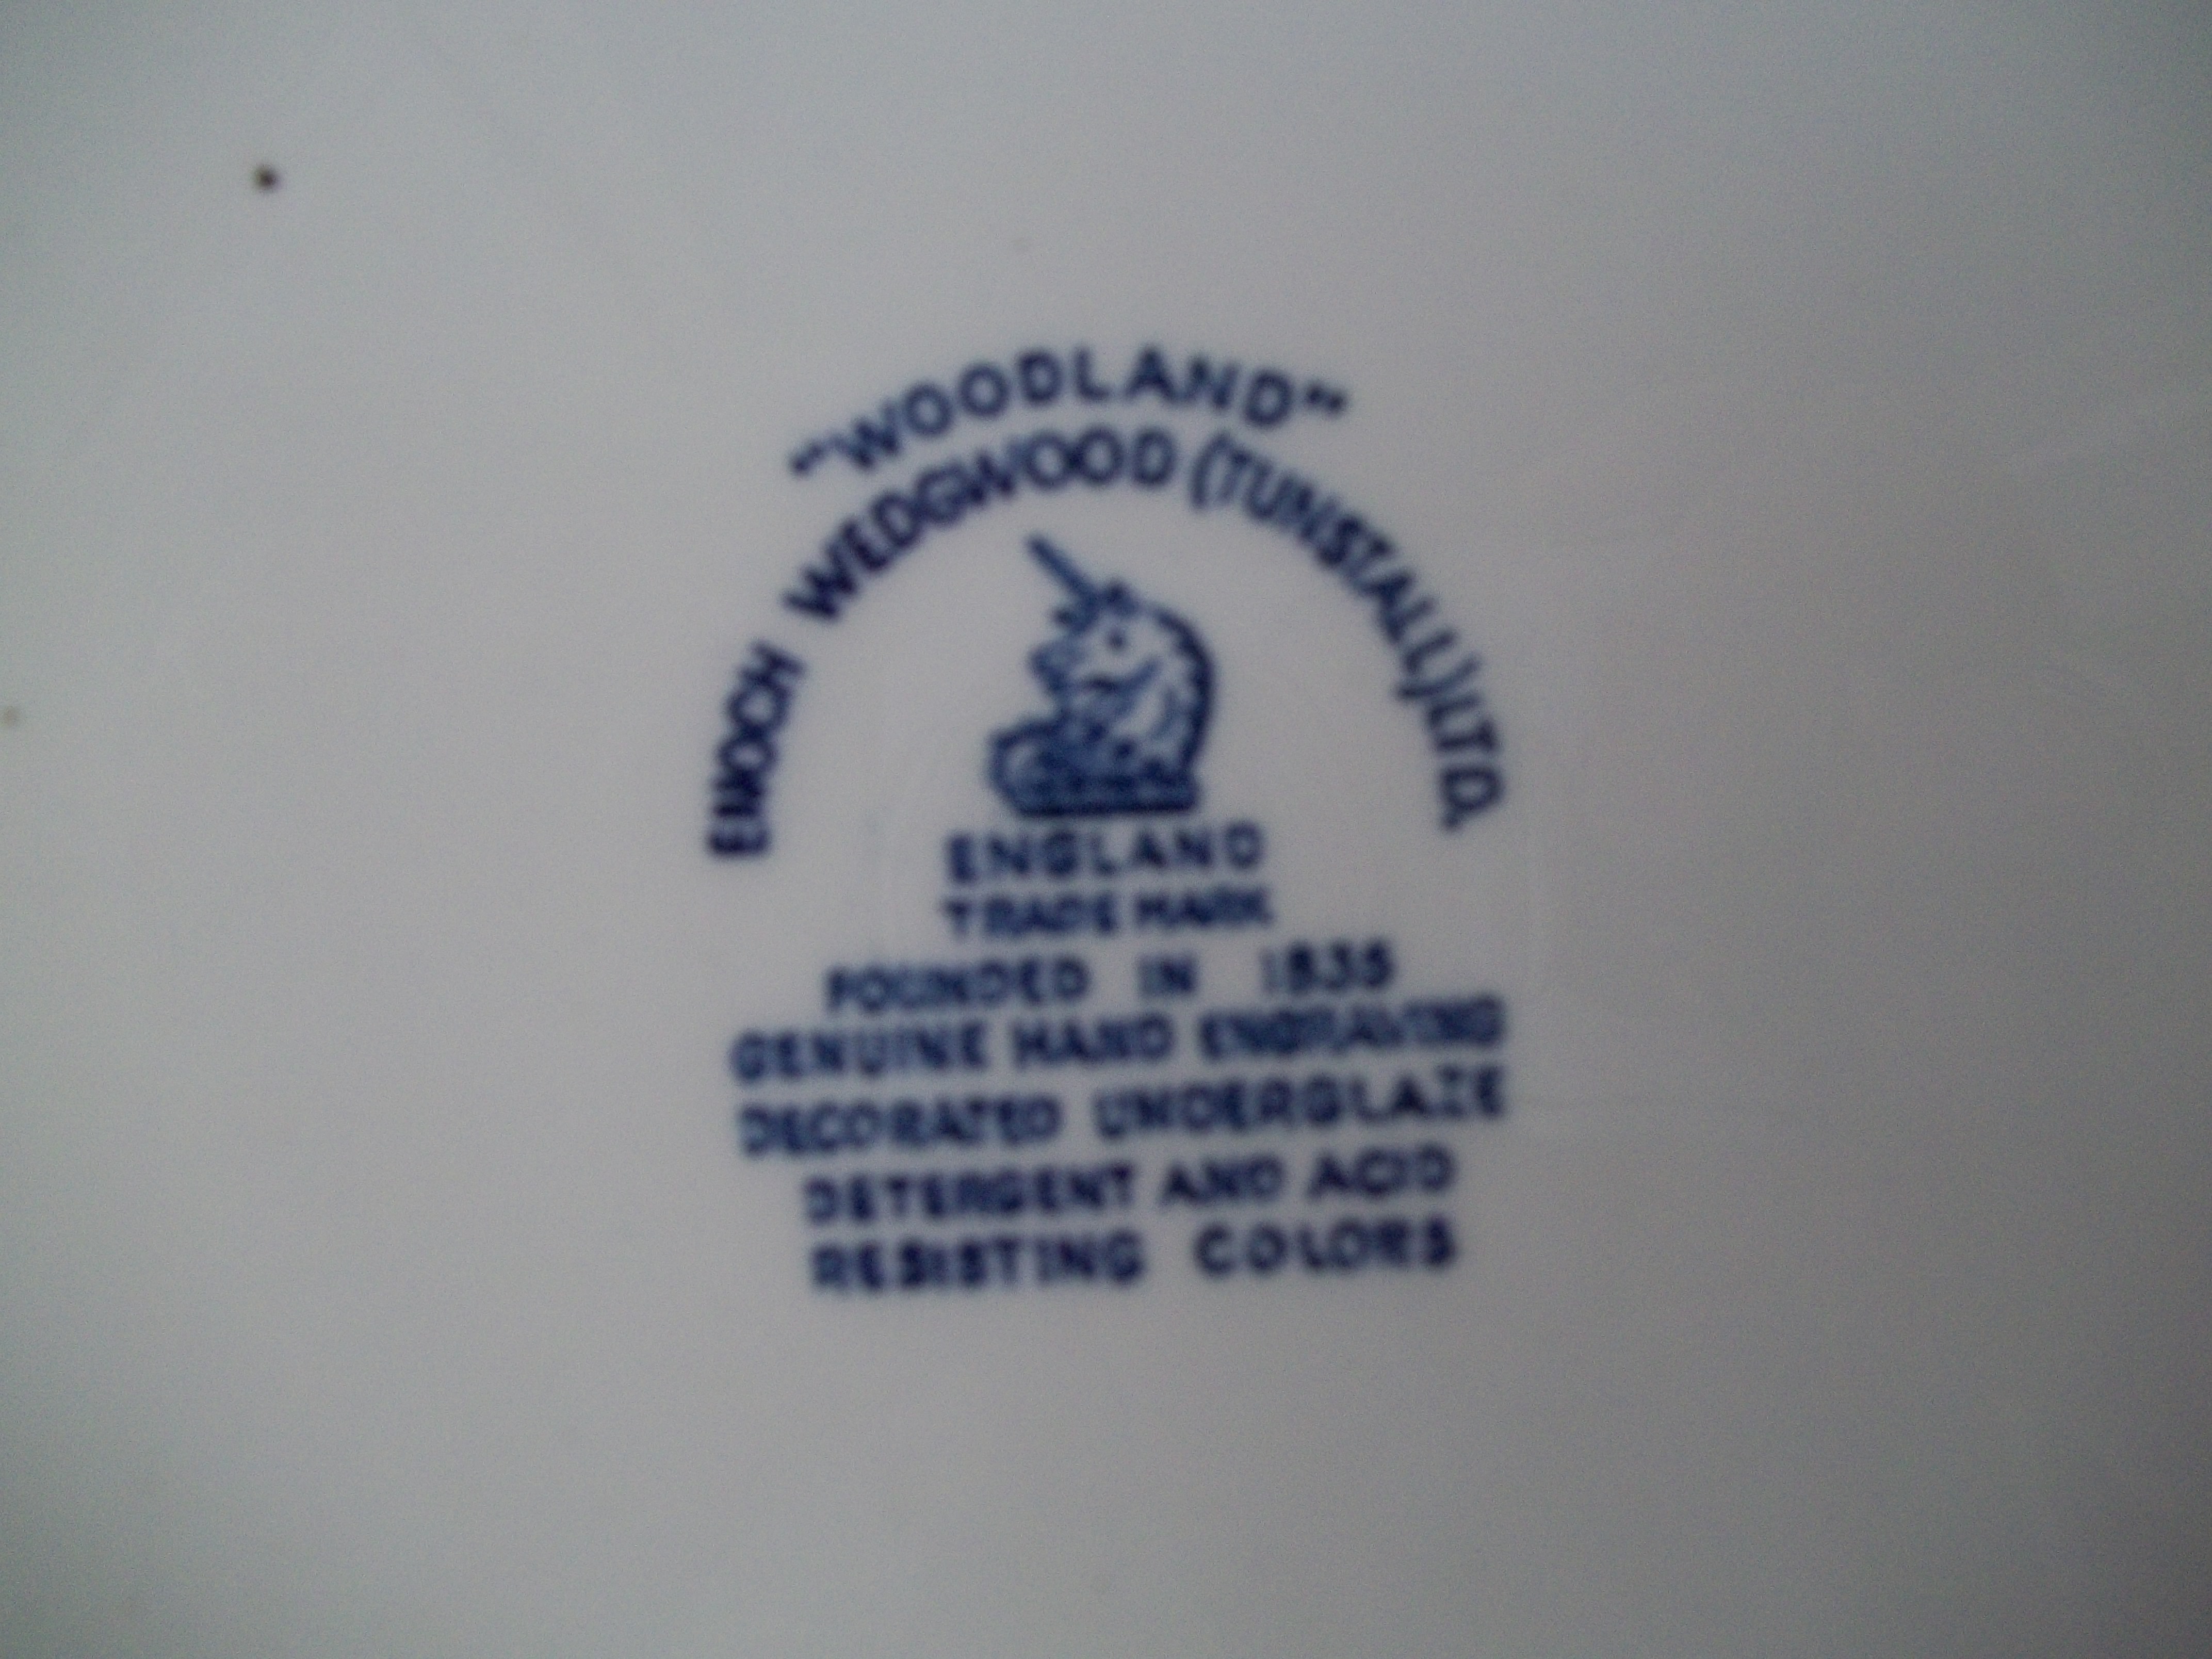 "WOODLAND"
ENOCH WEDGWOOD (TUNSTALL) LTD.
ENGLAND
TRADE MARK
FOUNDED IN 1835
GENUINE HAND ENGRAVING
DECORATED UNDERGLAZE
DETERGENT AND ACID
RESISTING COLORS